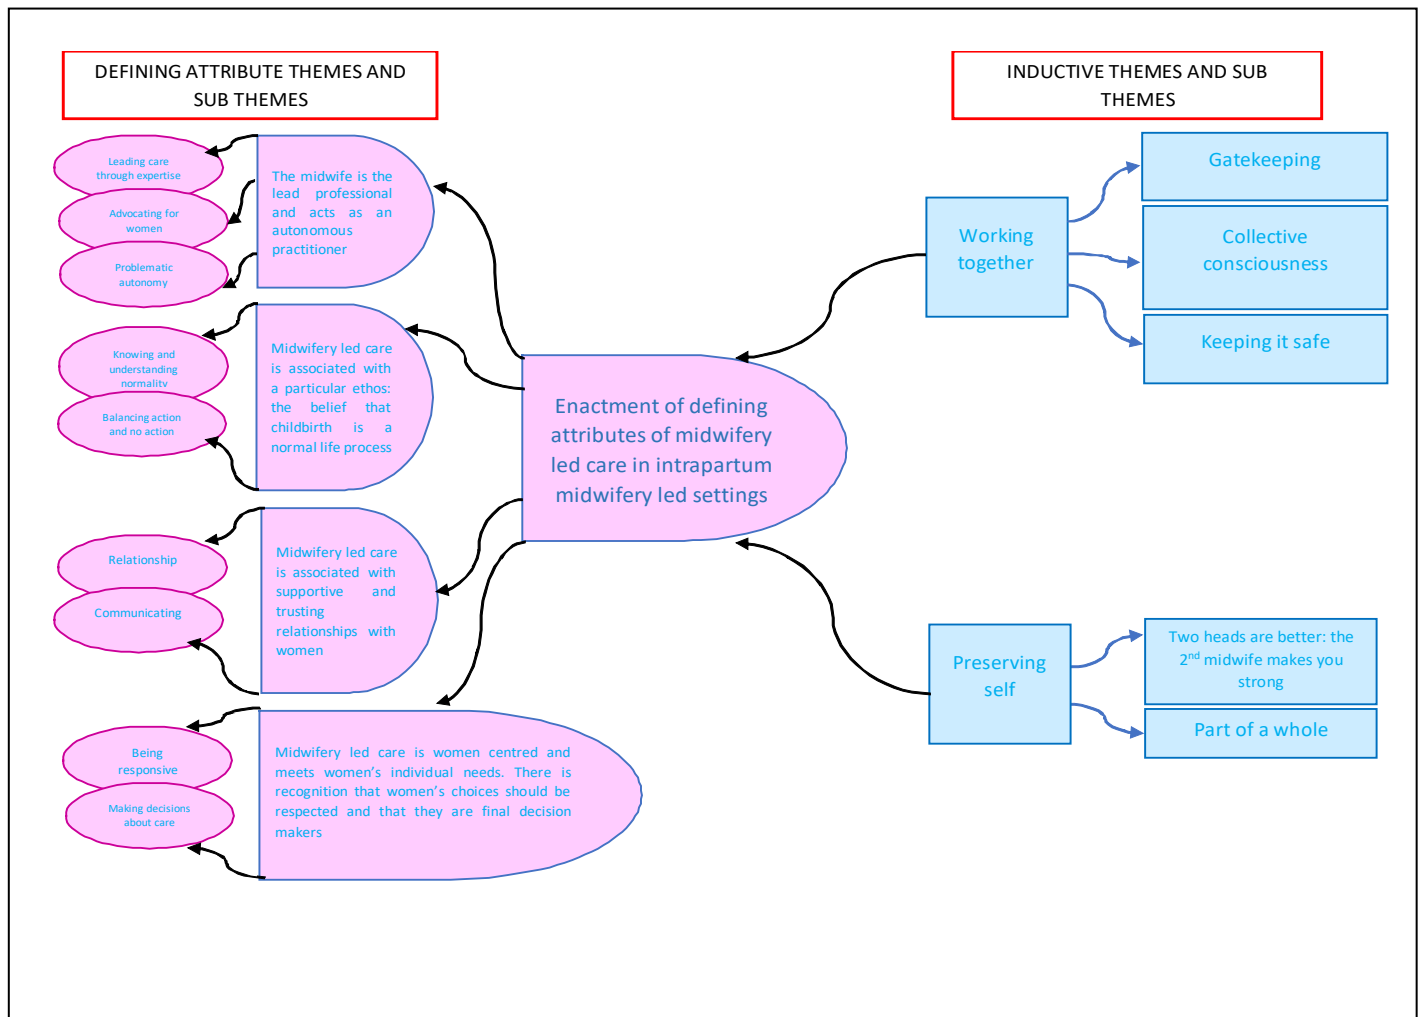 DEFINING ATTRIBUTE THEMES AND
SUB THEMES
Leading care
through expertise
Advocating for
women
Problematic
autonomy
The midwife is the
lead professional
and acts as an
autonomous
practitioner
Knowing and
understanding
normality
Balancing action
and no action
Midwifery led care
is associated with
a particular ethos:
the belief that
childbirth is a
normal life process
Relationship
Communicating
Midwifery led care
is associated with
supportive and
trusting
relationships with
women
Being
responsive
Making decisions
about care
Midwifery led care is women centred and
meets women’s individual needs. There is
recognition that women’s choices should be
respected and that they are final decision
makers
Enactment of defining
attributes of midwifery
led care in intrapartum
midwifery led settings
INDUCTIVE THEMES AND SUB
THEMES
Working
together
Gatekeeping
Collective
consciousness
Keeping it safe
Preserving
self
Two heads are better: the
2nd midwife makes you
strong
Part of a whole